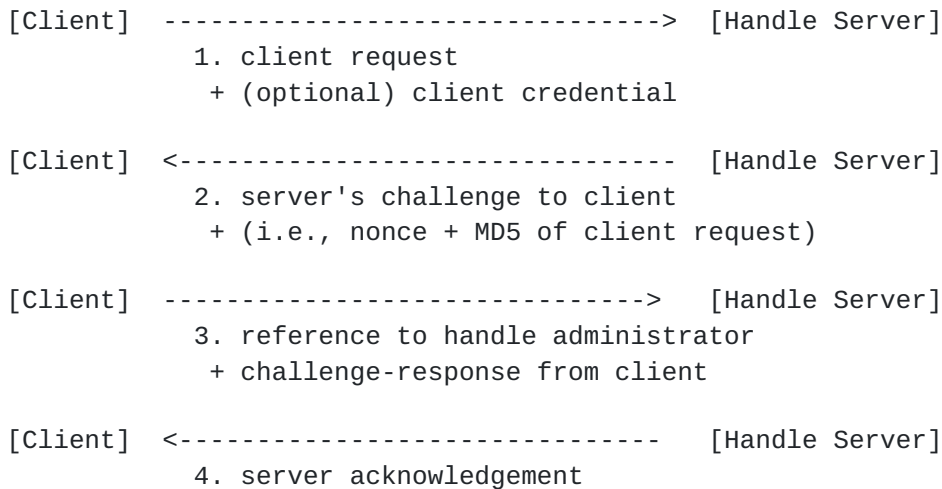 [Client] --------------------------------> [Handle Server]
1. client request
+ (optional) client credential
[Client] <-------------------------------- [Handle Server]
2. server's challenge to client
+ (i.e., nonce + MD5 of client request)
[Client] -------------------------------> [Handle Server]
3. reference to handle administrator
+ challenge-response from client
[Client] <------------------------------- [Handle Server]
4. server acknowledgement